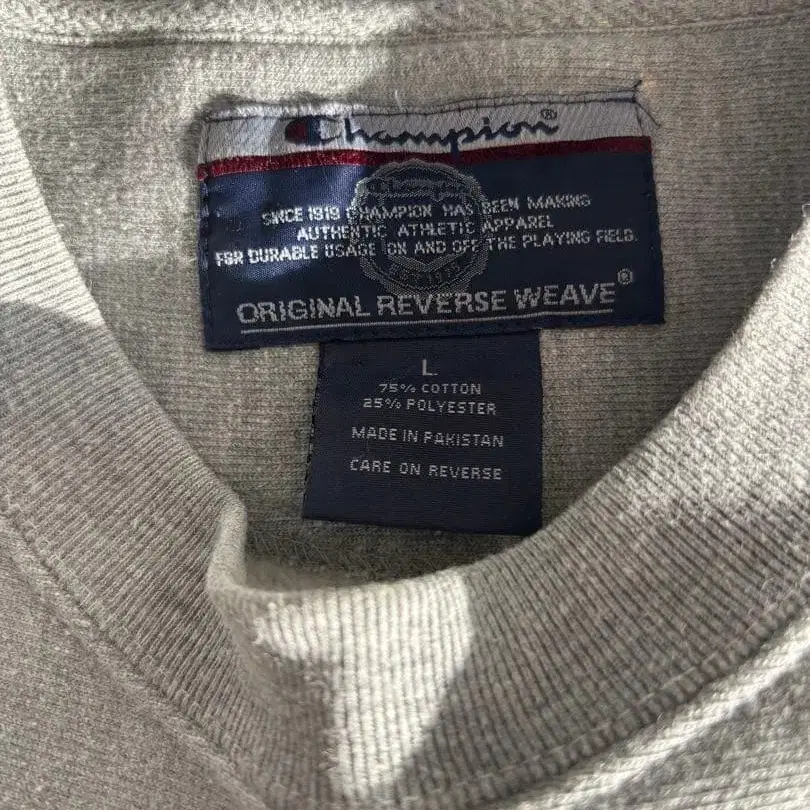 Champion®
SINCE 1919 CHAMPION HAS BEEN MAKING
AUTHENTIC ATHLETIC APPAREL
FOR DURABLE USAGE ON AND OFF THE PLAYING FIELD.
ORIGINAL REVERSE WEAVE®
L
75% COTTON
25% POLYESTER
MADE IN PAKISTAN
CARE ON REVERSE